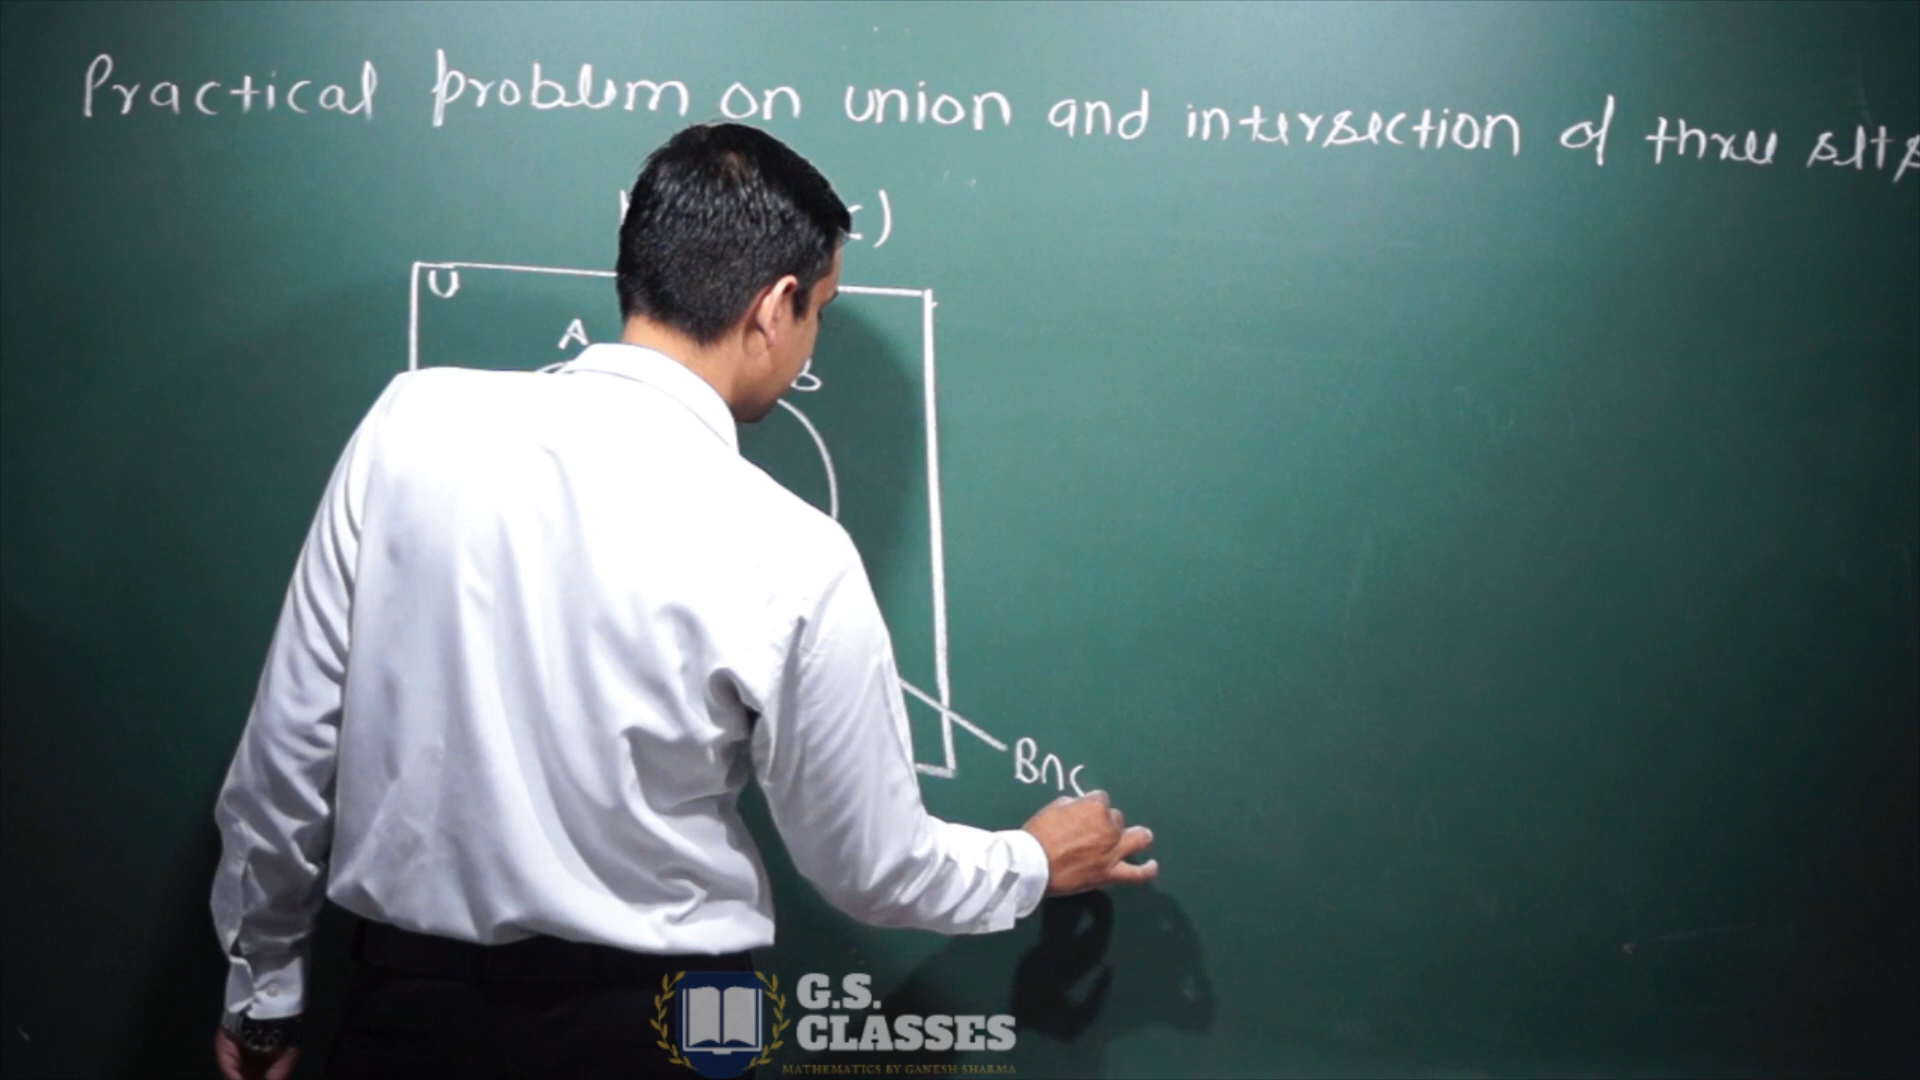 Practical problem on union and intersection of three sets
c)
U
A
B
B∩C
G.S.
CLASSES
MATHEMATICS BY GANESH SHARMA